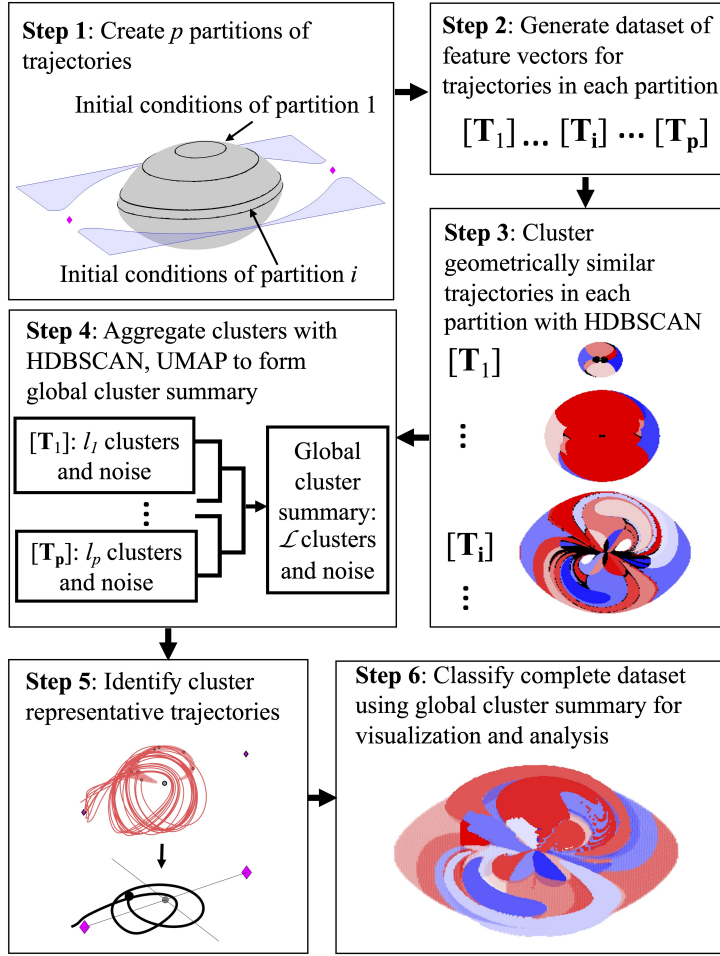 Step 1: Create p partitions of
trajectories
Initial conditions of partition 1
Initial conditions of partition i
Step 2: Generate dataset of
feature vectors for
trajectories in each partition
[T1] ... [Ti] ... [Tp]
Step 3: Cluster
geometrically similar
trajectories in each
partition with HDBSCAN
[T1]
⋮
[Ti]
⋮
Step 4: Aggregate clusters with
HDBSCAN, UMAP to form
global cluster summary
[T1]: l1 clusters
and noise
⋮
[Tp]: lp clusters
and noise
Global
cluster
summary:
ℒ clusters
and noise
Step 5: Identify cluster
representative trajectories
Step 6: Classify complete dataset
using global cluster summary for
visualization and analysis